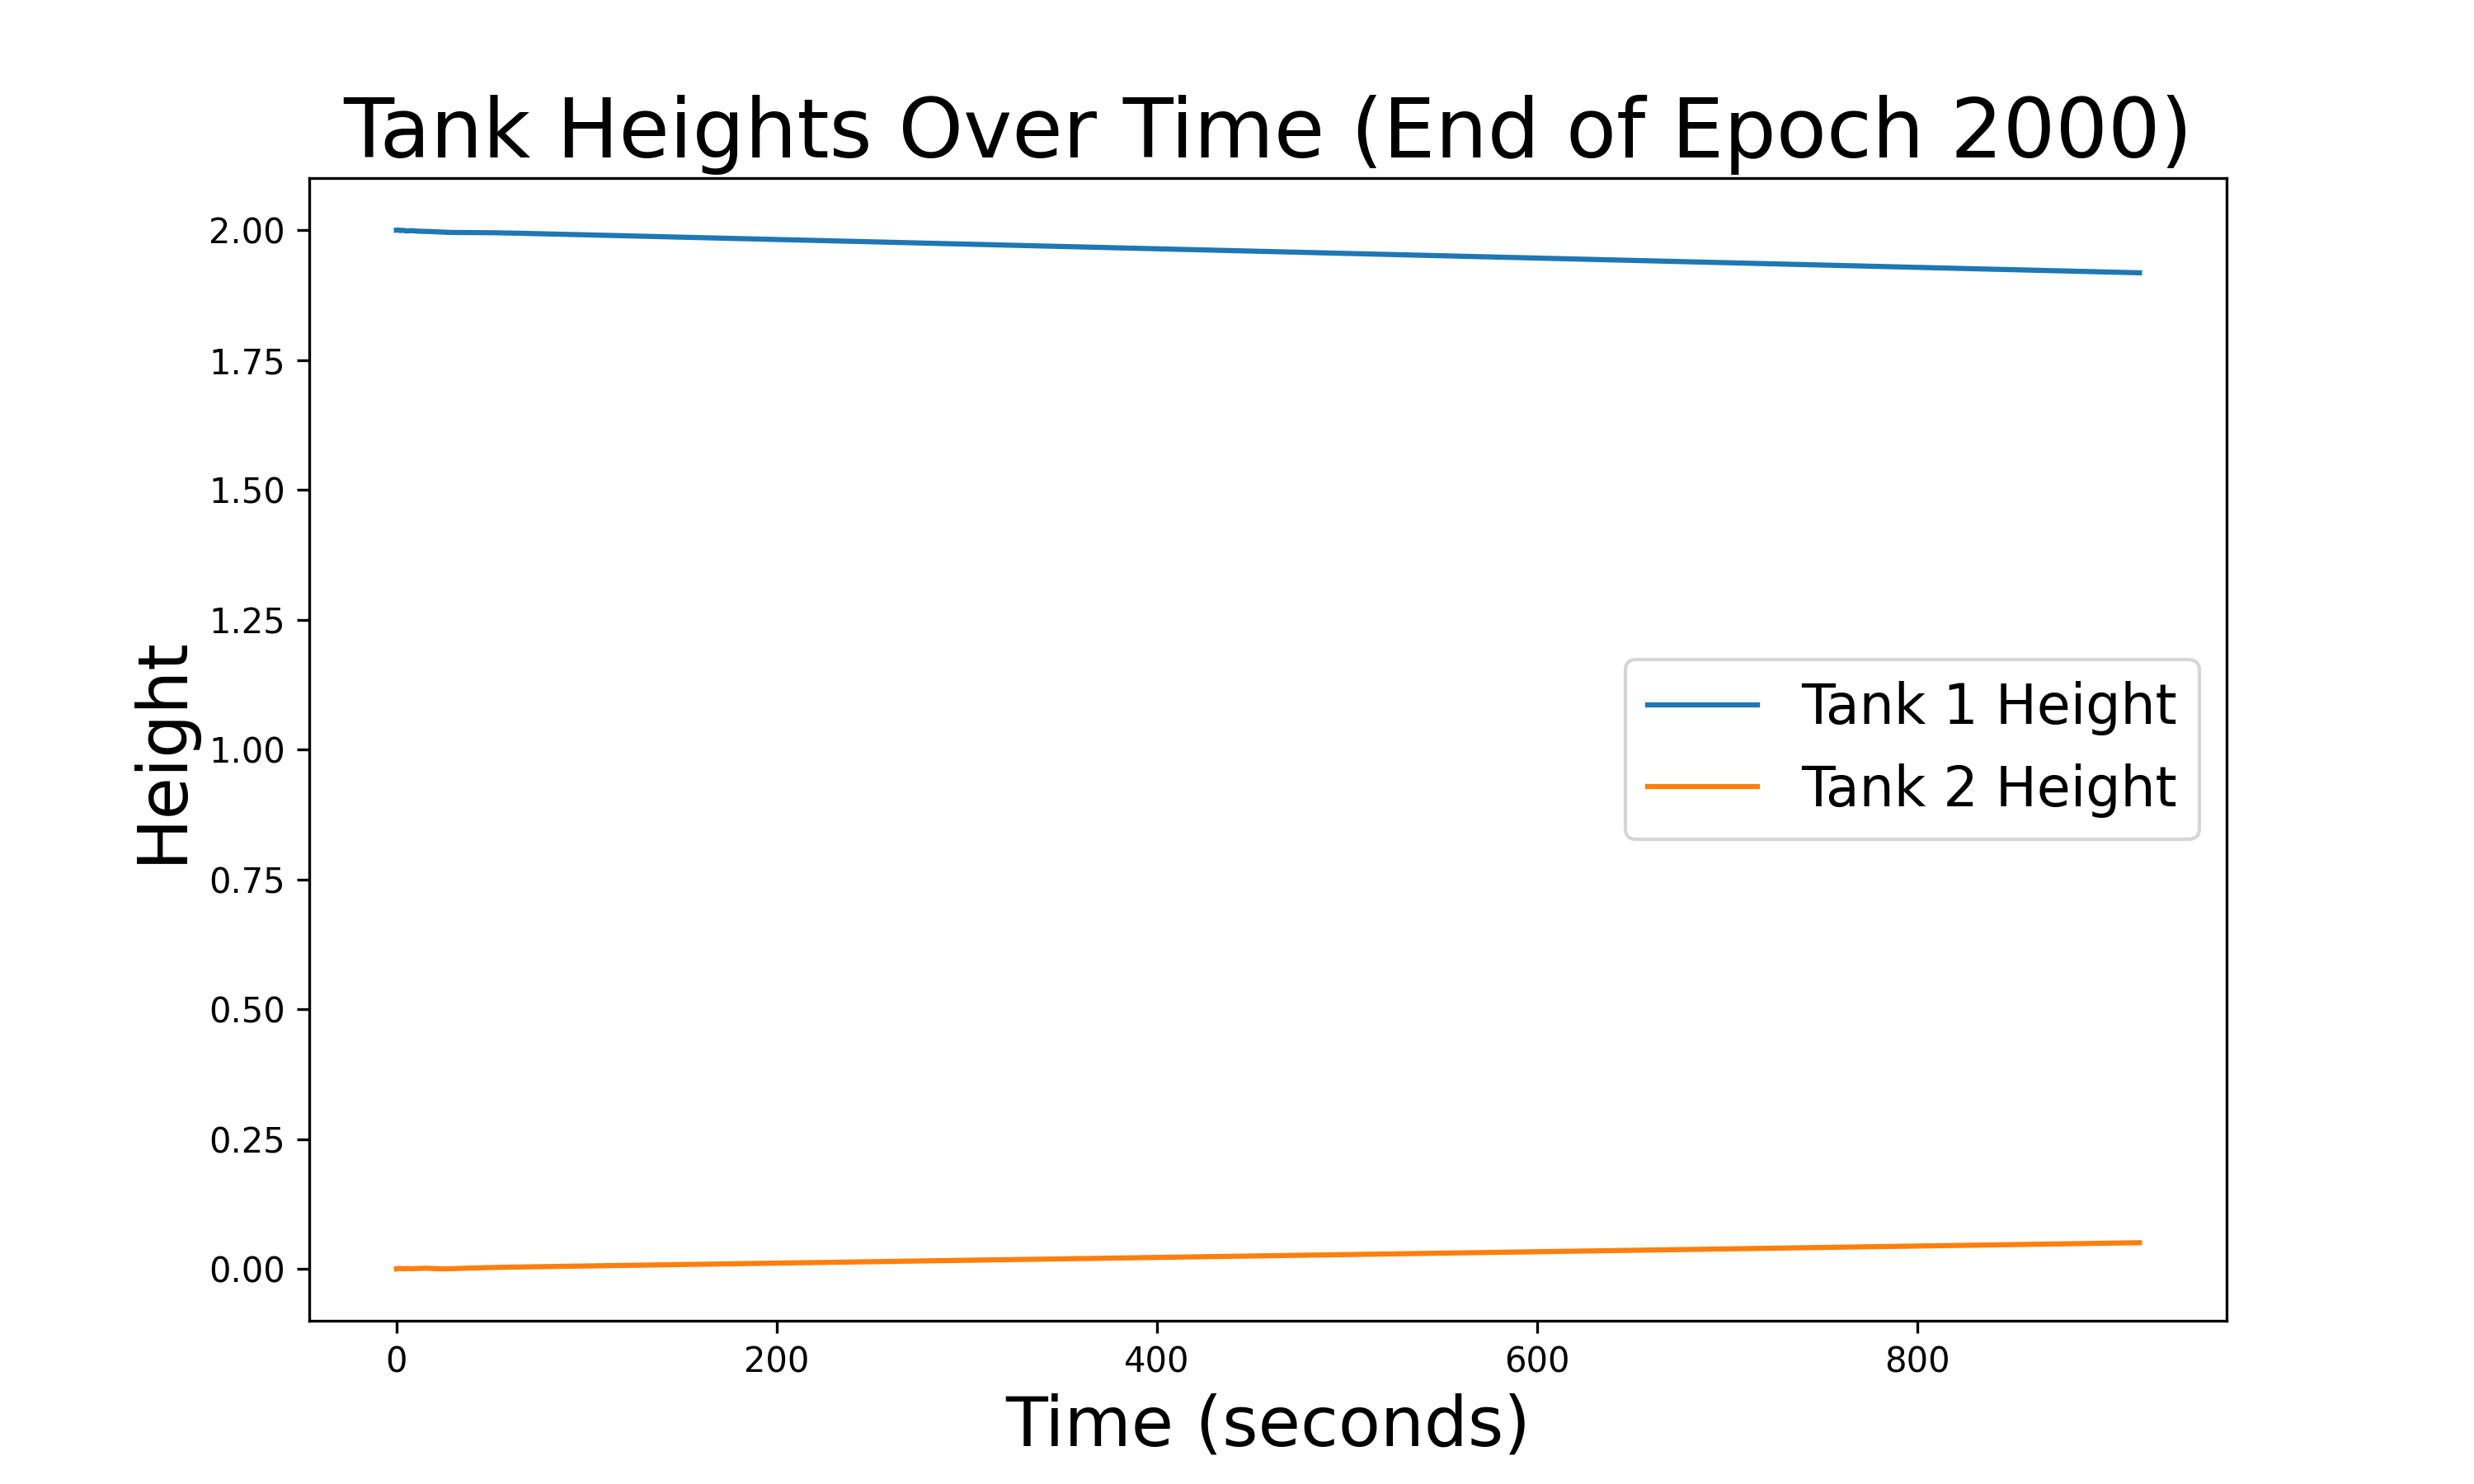 Tank Heights Over Time (End of Epoch 2000)
2.00
1.75
1.50
1.25
1.00
0.75
0.50
0.25
0.00
Height
Tank 1 Height
Tank 2 Height
0 200 400 600 800
Time (seconds)